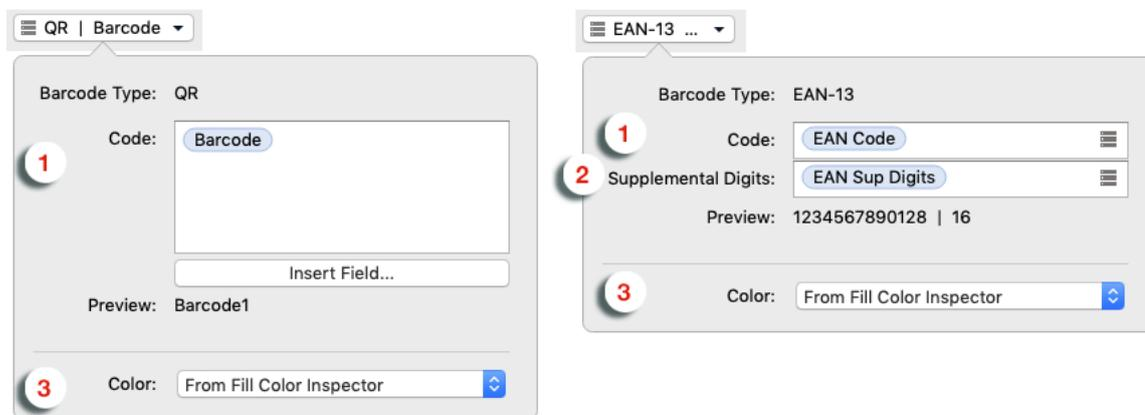 QR | Barcode
Barcode Type: QR
Code: Barcode
1
Insert Field...
Preview: Barcode1
3 Color: From Fill Color Inspector
EAN-13 ...
Barcode Type: EAN-13
1 Code: EAN Code
2 Supplemental Digits: EAN Sup Digits
Preview: 1234567890128 | 16
3 Color: From Fill Color Inspector